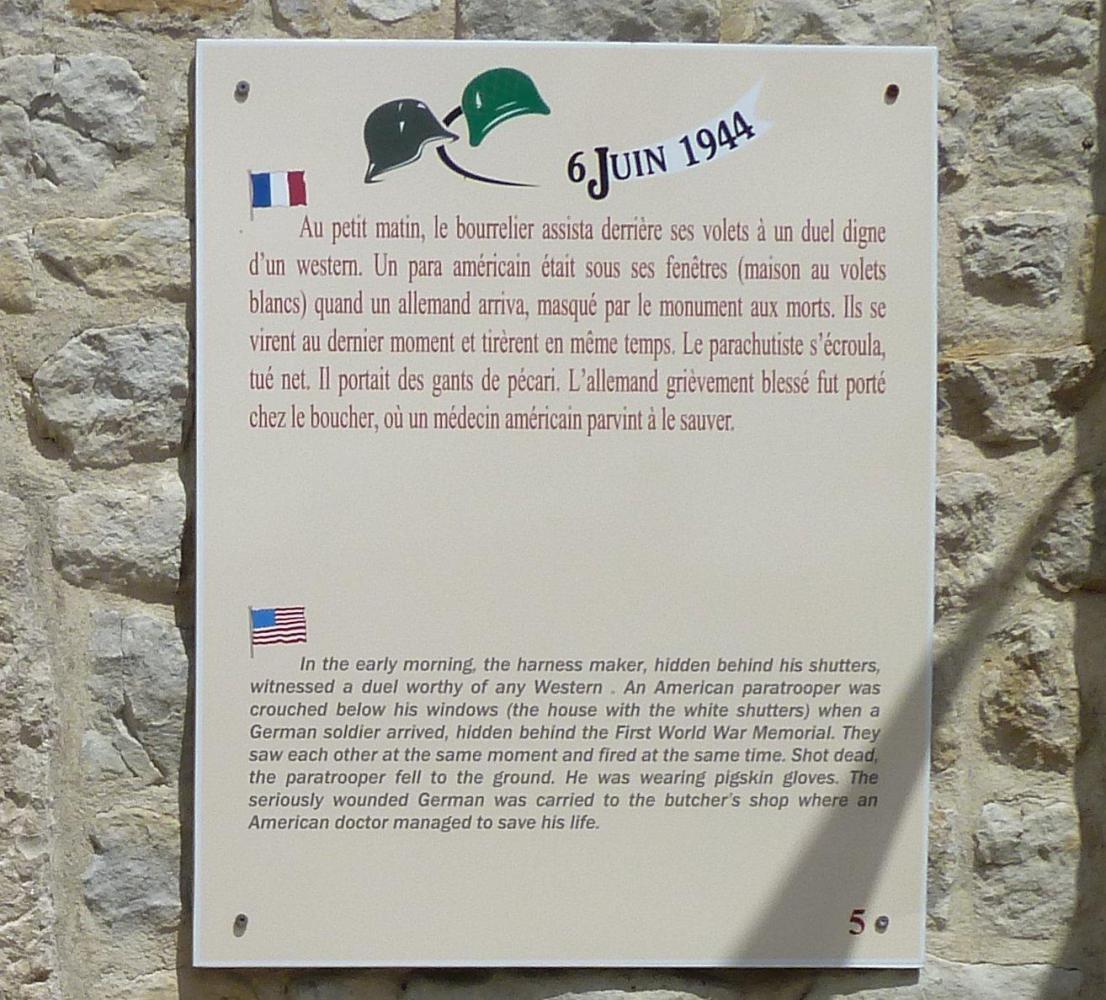 6 JUIN 1944
Au petit matin, le bourrelier assista derrière ses volets à un duel digne
d'un western. Un para américain était sous ses fenêtres (maison au volets
blancs) quand un allemand arriva, masqué par le monument aux morts. Ils se
virent au dernier moment et tirèrent en même temps. Le parachutiste s'écroula,
tué net. Il portait des gants de pécari. L'allemand grièvement blessé fut porté
chez le boucher, où un médecin américain parvint à le sauver.
In the early morning, the harness maker, hidden behind his shutters,
witnessed a duel worthy of any Western . An American paratrooper was
crouched below his windows (the house with the white shutters) when a
German soldier arrived, hidden behind the First World War Memorial. They
saw each other at the same moment and fired at the same time. Shot dead,
the paratrooper fell to the ground. He was wearing pigskin gloves. The
seriously wounded German was carried to the butcher's shop where an
American doctor managed to save his life.
5